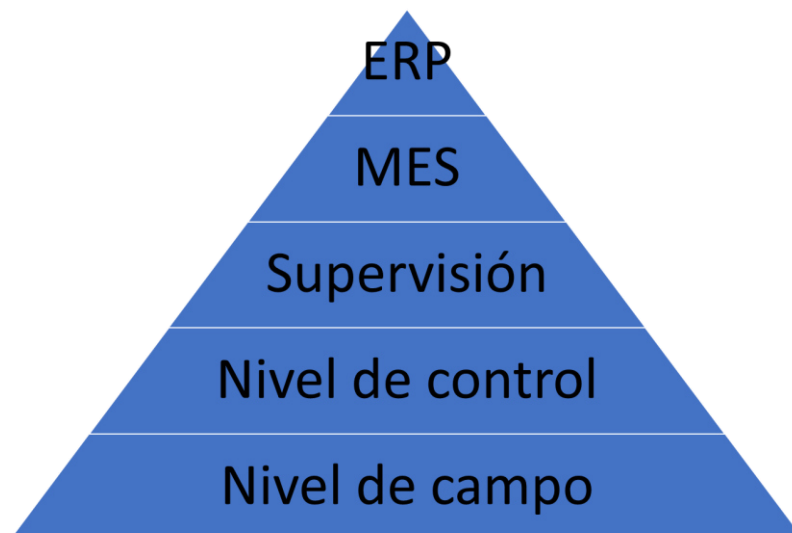 ERP
MES
Supervisión
Nivel de control
Nivel de campo